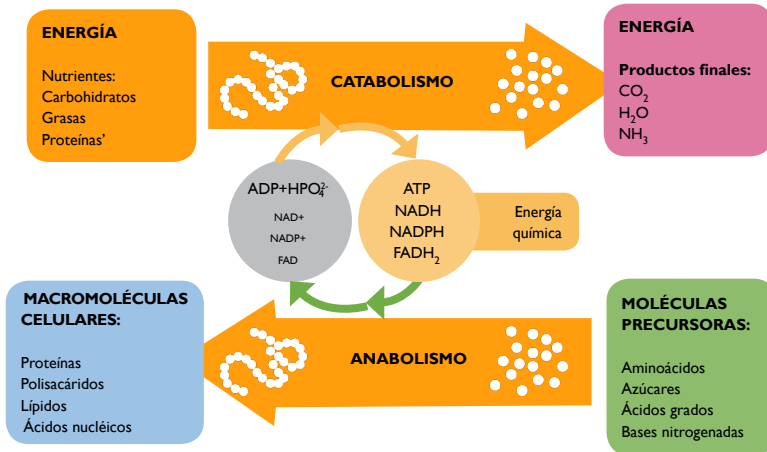 ENERGÍA
Nutrientes:
Carbohidratos
Grasas
Proteínas’
CATABOLISMO
ENERGÍA
Productos finales:
CO₂
H₂O
NH₃
ADP+HPO₄²⁻
NAD+
NADP+
FAD
ATP
NADH
NADPH
FADH₂
Energía
química
MACROMOLÉCULAS
CELULARES:
Proteínas
Polisacáridos
Lípidos
Ácidos nucléicos
ANABOLISMO
MOLÉCULAS
PRECURSORAS:
Aminoácidos
Azúcares
Ácidos grados
Bases nitrogenadas